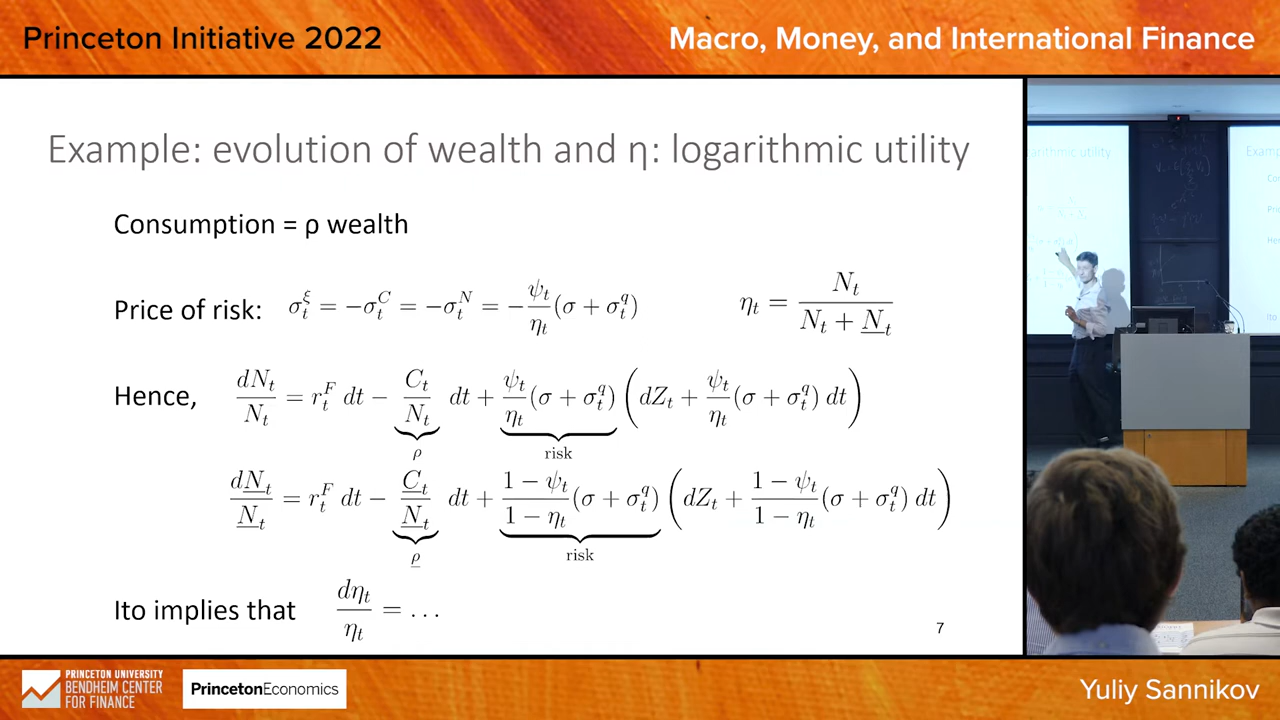 Princeton Initiative 2022
Macro, Money, and International Finance
Example: evolution of wealth and η: logarithmic utility
Consumption = ρ wealth
Price of risk: σ_t^ξ = −σ_t^C = −σ_t^N = −ψ_t/η_t (σ + σ_t^q)
η_t = N_t / (N_t + N̲_t)
Hence, dN_t/N_t = r_t^F dt − C_t/N_t dt + ψ_t/η_t (σ + σ_t^q) (dZ_t + ψ_t/η_t (σ + σ_t^q) dt)
ρ risk
dN̲_t/N̲_t = r_t^F dt − C̲_t/N̲_t dt + (1 − ψ_t)/(1 − η_t) (σ + σ_t^q) (dZ_t + (1 − ψ_t)/(1 − η_t) (σ + σ_t^q) dt)
ρ̲ risk
Ito implies that dη_t/η_t = ...
7
PRINCETON UNIVERSITY
BENDHEIM CENTER
FOR FINANCE
PrincetonEconomics
Yuliy Sannikov